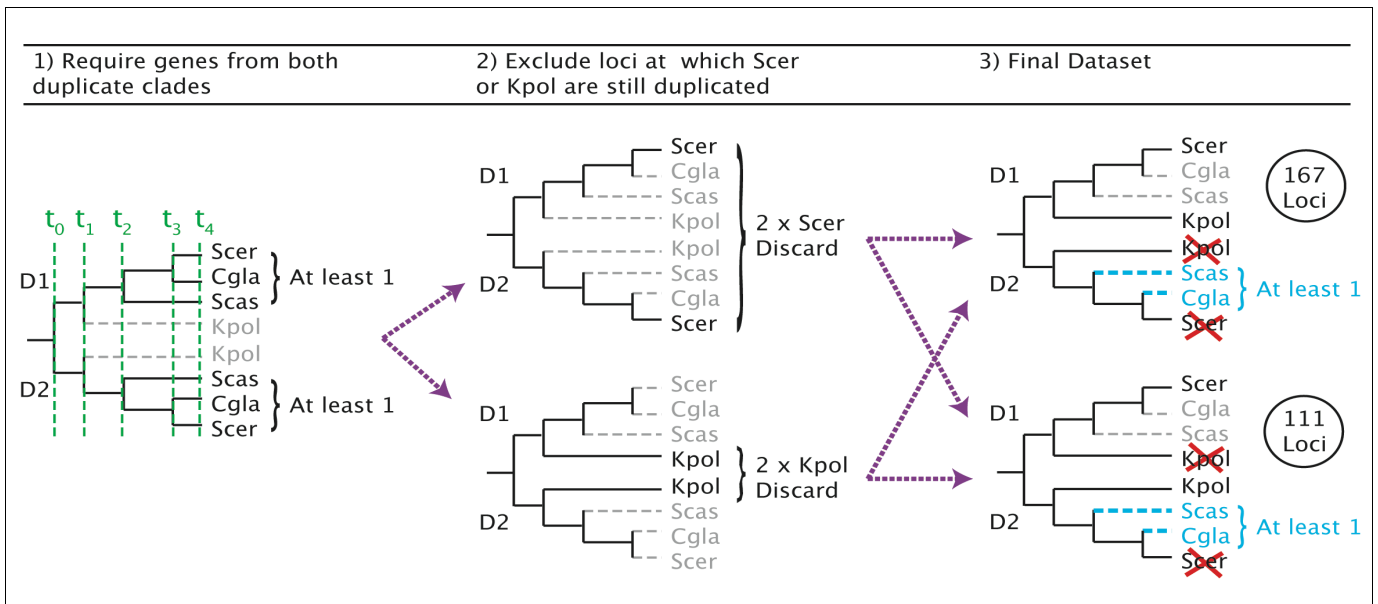 1) Require genes from both
duplicate clades
2) Exclude loci at which Scer
or Kpol are still duplicated
3) Final Dataset
t0 t1 t2 t3 t4
D1
Scer
Cgla
Scas
At least 1
Kpol
Kpol
D2
Scas
Cgla
Scer
At least 1
D1
Scer
Cgla
Scas
Kpol
Kpol
D2
Scas
Cgla
Scer
2 x Scer
Discard
D1
Scer
Cgla
Scas
Kpol
Kpol
D2
Scas
Cgla
Scer
2 x Kpol
Discard
D1
Scer
Cgla
Scas
Kpol
Kpol
D2
Scas
Cgla
Scer
At least 1
167
Loci
D1
Scer
Cgla
Scas
Kpol
Kpol
D2
Scas
Cgla
Scer
At least 1
111
Loci